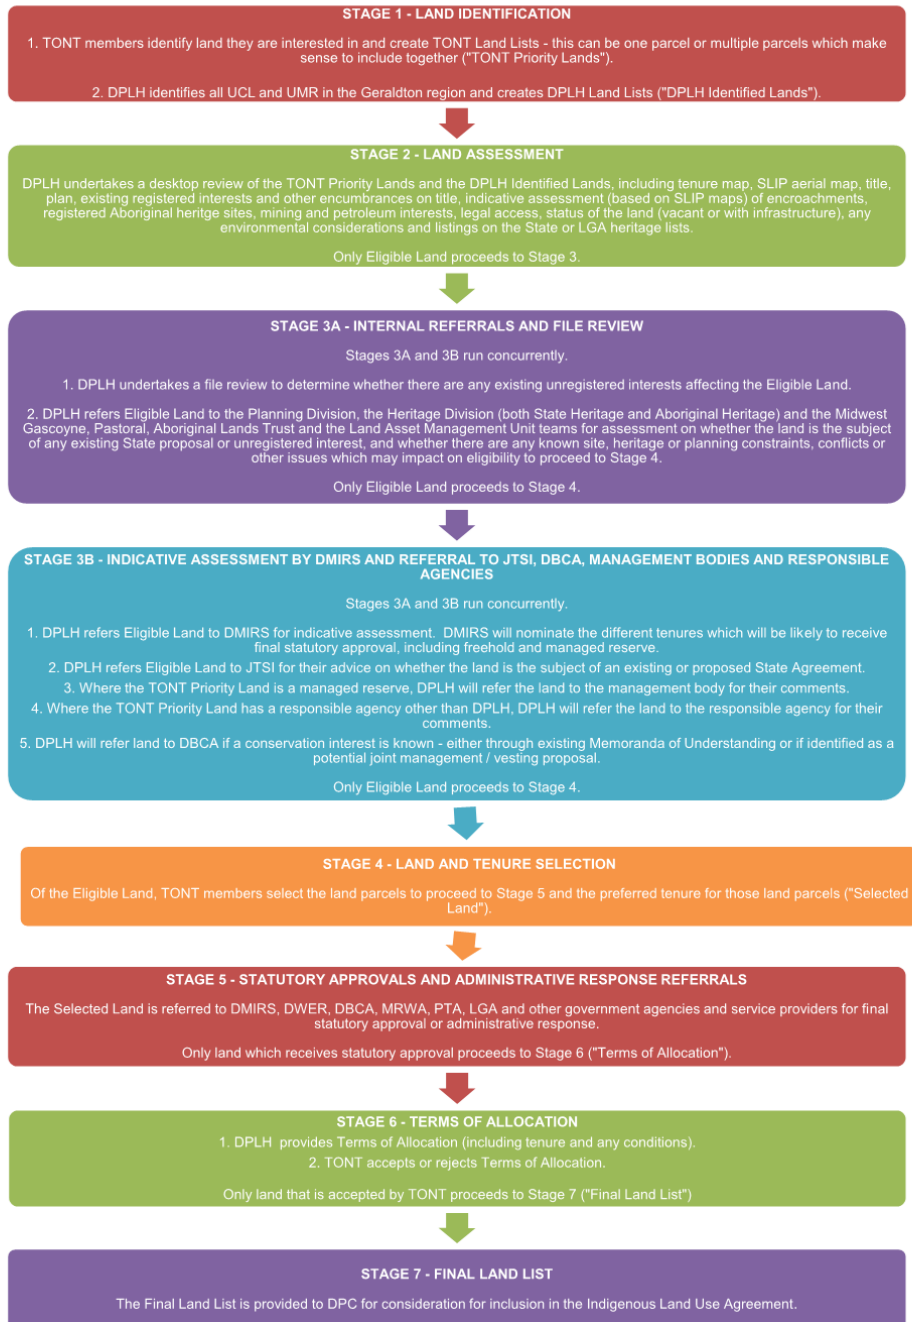 STAGE 1 - LAND IDENTIFICATION
1. TONT members identify land they are interested in and create TONT Land Lists - this can be one parcel or multiple parcels which make
sense to include together ("TONT Priority Lands").
2. DPLH identifies all UCL and UMR in the Geraldton region and creates DPLH Land Lists ("DPLH Identified Lands").
STAGE 2 - LAND ASSESSMENT
DPLH undertakes a desktop review of the TONT Priority Lands and the DPLH Identified Lands, including tenure map, SLIP aerial map, title,
plan, existing registered interests and other encumbrances on title, indicative assessment (based on SLIP maps) of encroachments,
registered Aboriginal heritge sites, mining and petroleum interests, legal access, status of the land (vacant or with infrastructure), any
environmental considerations and listings on the State or LGA heritage lists.
Only Eligible Land proceeds to Stage 3.
STAGE 3A - INTERNAL REFERRALS AND FILE REVIEW
Stages 3A and 3B run concurrently.
1. DPLH undertakes a file review to determine whether there are any existing unregistered interests affecting the Eligible Land.
2. DPLH refers Eligible Land to the Planning Division, the Heritage Division (both State Heritage and Aboriginal Heritage) and the Midwest
Gascoyne, Pastoral, Aboriginal Lands Trust and the Land Asset Management Unit teams for assessment on whether the land is the subject
of any existing State proposal or unregistered interest, and whether there are any known site, heritage or planning constraints, conflicts or
other issues which may impact on eligibility to proceed to Stage 4.
Only Eligible Land proceeds to Stage 4.
STAGE 3B - INDICATIVE ASSESSMENT BY DMIRS AND REFERRAL TO JTSI, DBCA, MANAGEMENT BODIES AND RESPONSIBLE
AGENCIES
Stages 3A and 3B run concurrently.
1. DPLH refers Eligible Land to DMIRS for indicative assessment. DMIRS will nominate the different tenures which will be likely to receive
final statutory approval, including freehold and managed reserve.
2. DPLH refers Eligible Land to JTSI for their advice on whether the land is the subject of an existing or proposed State Agreement.
3. Where the TONT Priority Land is a managed reserve, DPLH will refer the land to the management body for their comments.
4. Where the TONT Priority Land has a responsible agency other than DPLH, DPLH will refer the land to the responsible agency for their
comments.
5. DPLH will refer land to DBCA if a conservation interest is known - either through existing Memoranda of Understanding or if identified as a
potential joint management / vesting proposal.
Only Eligible Land proceeds to Stage 4.
STAGE 4 - LAND AND TENURE SELECTION
Of the Eligible Land, TONT members select the land parcels to proceed to Stage 5 and the preferred tenure for those land parcels ("Selected
Land").
STAGE 5 - STATUTORY APPROVALS AND ADMINISTRATIVE RESPONSE REFERRALS
The Selected Land is referred to DMIRS, DWER, DBCA, MRWA, PTA, LGA and other government agencies and service providers for final
statutory approval or administrative response.
Only land which receives statutory approval proceeds to Stage 6 ("Terms of Allocation").
STAGE 6 - TERMS OF ALLOCATION
1. DPLH provides Terms of Allocation (including tenure and any conditions).
2. TONT accepts or rejects Terms of Allocation.
Only land that is accepted by TONT proceeds to Stage 7 ("Final Land List")
STAGE 7 - FINAL LAND LIST
The Final Land List is provided to DPC for consideration for inclusion in the Indigenous Land Use Agreement.